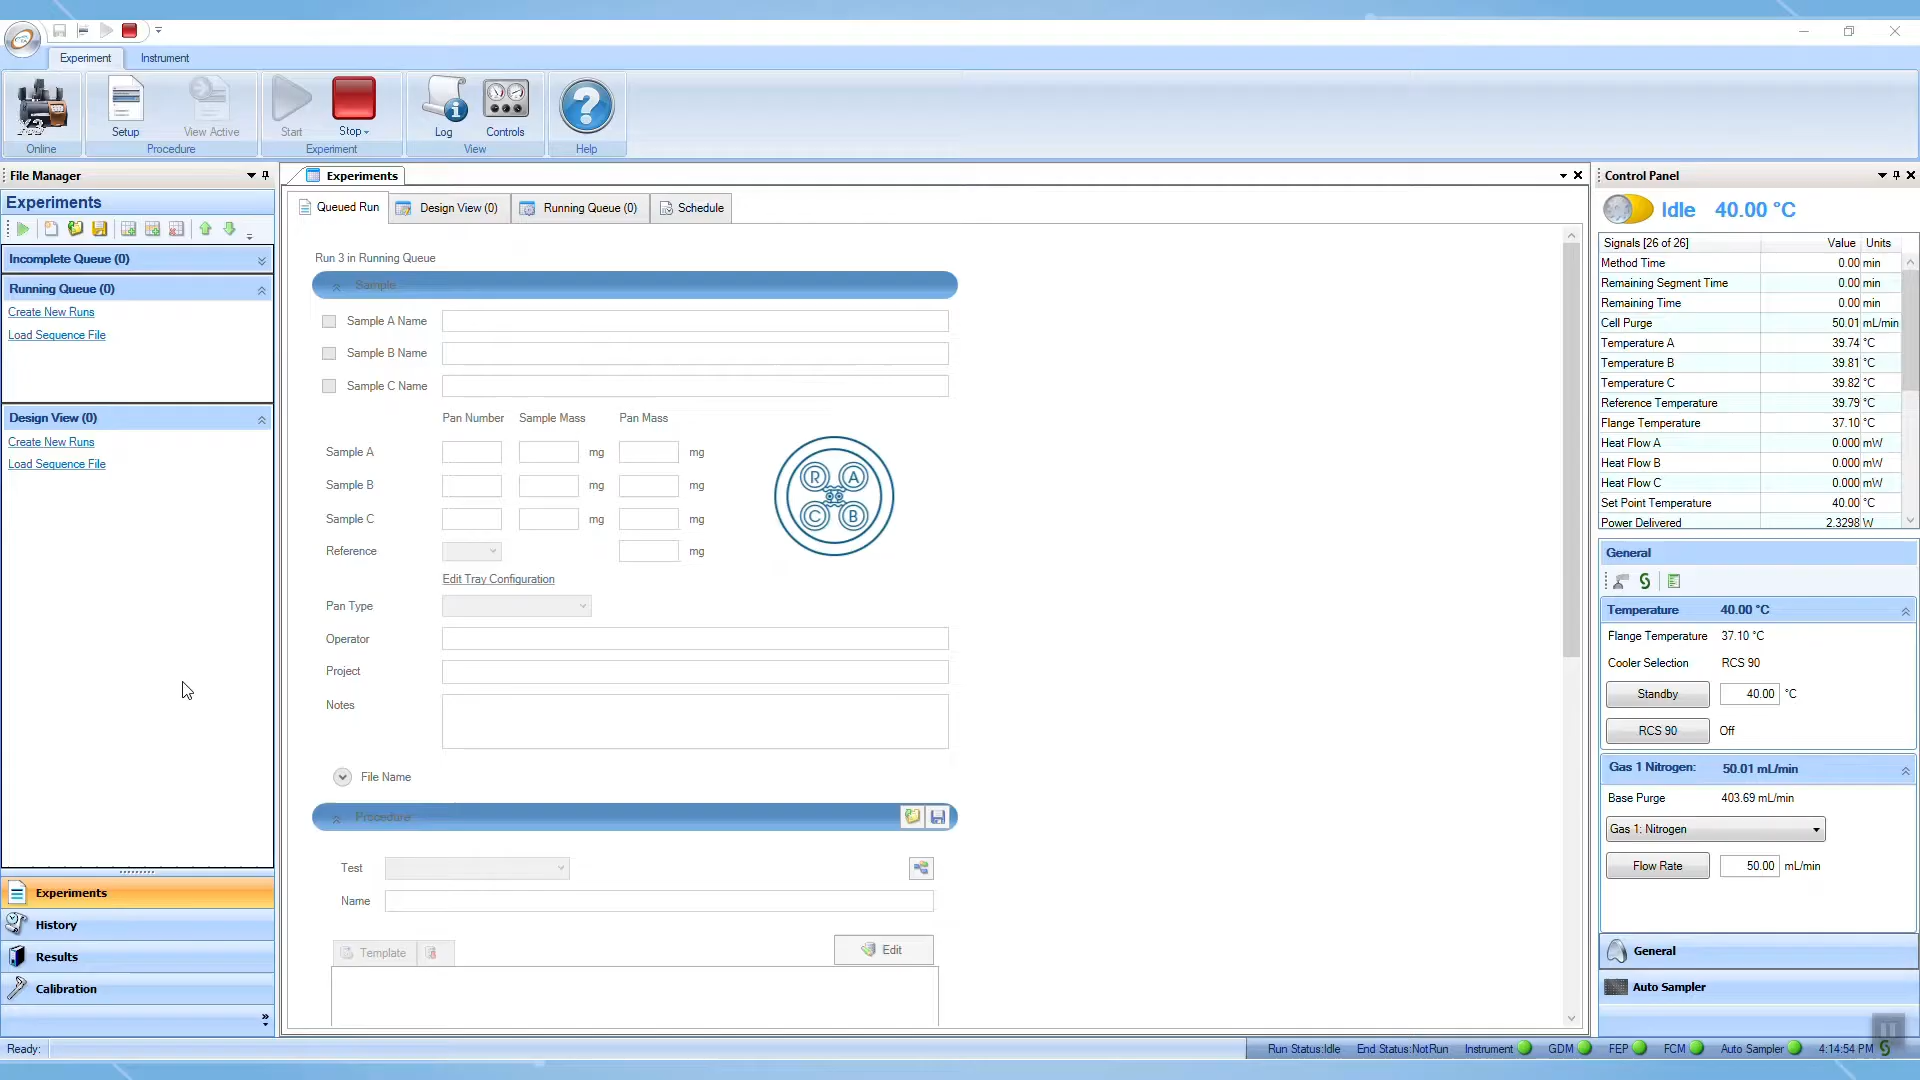 Experiment Instrument
X3
Setup View Active Start Stop Log Controls
Online Procedure Experiment View Help
File Manager
Experiments
Incomplete Queue (0)
Running Queue (0)
Create New Runs
Load Sequence File
Design View (0)
Create New Runs
Load Sequence File
Experiments
History
Results
Calibration
Experiments
Queued Run Design View (0) Running Queue (0) Schedule
Run 3 in Running Queue
Sample
Sample A Name
Sample B Name
Sample C Name
Pan Number Sample Mass Pan Mass
Sample A mg mg
Sample B mg mg
Sample C mg mg
Reference mg
R A
C B
Edit Tray Configuration
Pan Type
Operator
Project
Notes
File Name
Procedure
Test
Name
Template Edit
Control Panel
Idle 40.00 °C
Signals [26 of 26] Value Units
Method Time 0.00 min
Remaining Segment Time 0.00 min
Remaining Time 0.00 min
Cell Purge 50.01 mL/min
Temperature A 39.74 °C
Temperature B 39.81 °C
Temperature C 39.82 °C
Reference Temperature 39.79 °C
Flange Temperature 37.10 °C
Heat Flow A 0.000 mW
Heat Flow B 0.000 mW
Heat Flow C 0.000 mW
Set Point Temperature 40.00 °C
Power Delivered 2.3298 W
General
Temperature 40.00 °C
Flange Temperature 37.10 °C
Cooler Selection RCS 90
Standby 40.00 °C
RCS 90 Off
Gas 1 Nitrogen: 50.01 mL/min
Base Purge 403.69 mL/min
Gas 1: Nitrogen
Flow Rate 50.00 mL/min
General
Auto Sampler
Ready: Run Status:Idle End Status:NotRun Instrument GDM FEP FCM Auto Sampler 4:14:54 PM